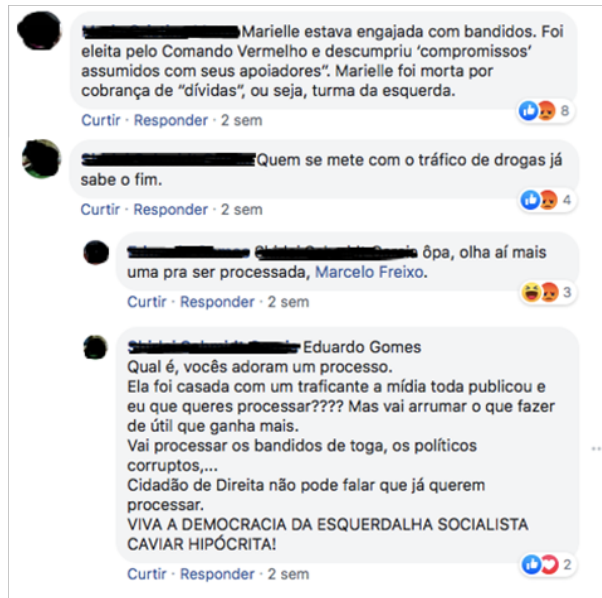 Marielle estava engajada com bandidos. Foi
eleita pelo Comando Vermelho e descumpriu ‘compromissos’
assumidos com seus apoiadores”. Marielle foi morta por
cobrança de “dívidas”, ou seja, turma da esquerda.
8
Curtir · Responder · 2 sem
Quem se mete com o tráfico de drogas já
sabe o fim.
4
Curtir · Responder · 2 sem
ôpa, olha aí mais
uma pra ser processada, Marcelo Freixo.
3
Curtir · Responder · 2 sem
Eduardo Gomes
Qual é, vocês adoram um processo.
Ela foi casada com um traficante a mídia toda publicou e
eu que queres processar???? Mas vai arrumar o que fazer
de útil que ganha mais.
Vai processar os bandidos de toga, os políticos
corruptos,...
Cidadão de Direita não pode falar que já querem
processar.
VIVA A DEMOCRACIA DA ESQUERDALHA SOCIALISTA
CAVIAR HIPÓCRITA!
2
Curtir · Responder · 2 sem